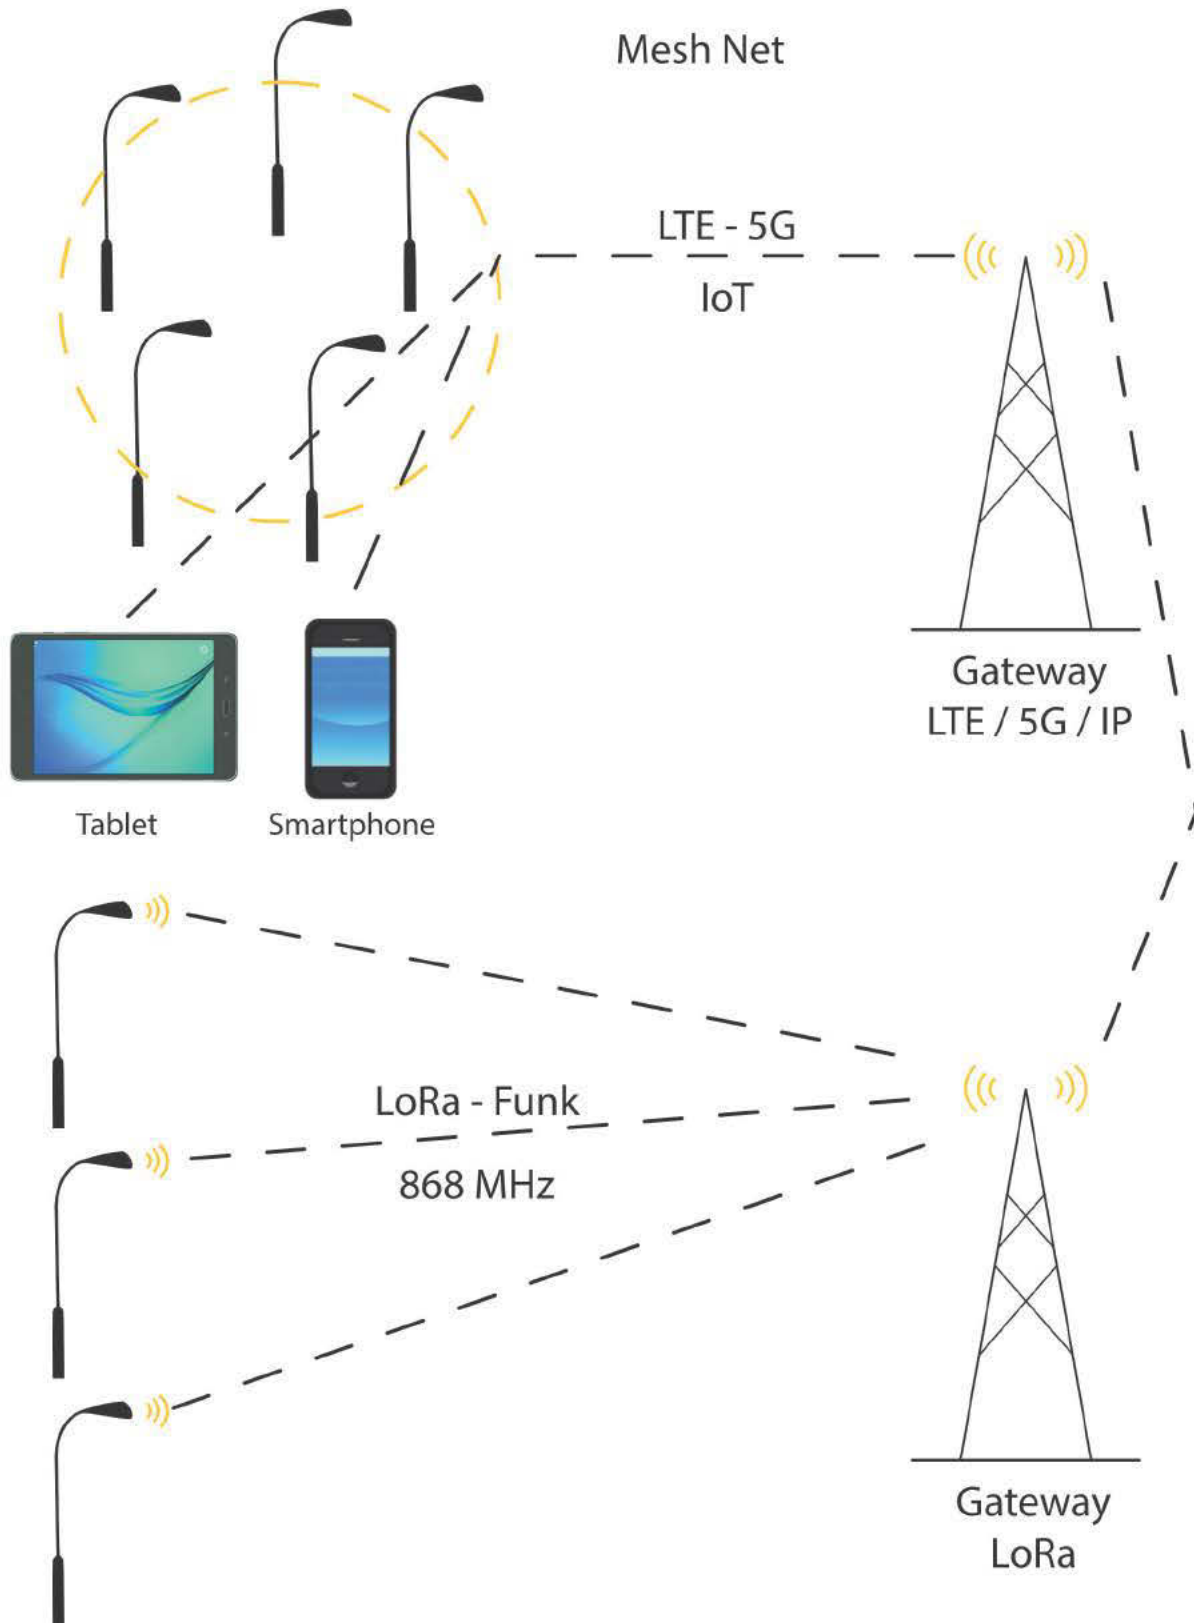 Mesh Net
LTE - 5G
IoT
Gateway
LTE / 5G / IP
Tablet
Smartphone
LoRa - Funk
868 MHz
Gateway
LoRa